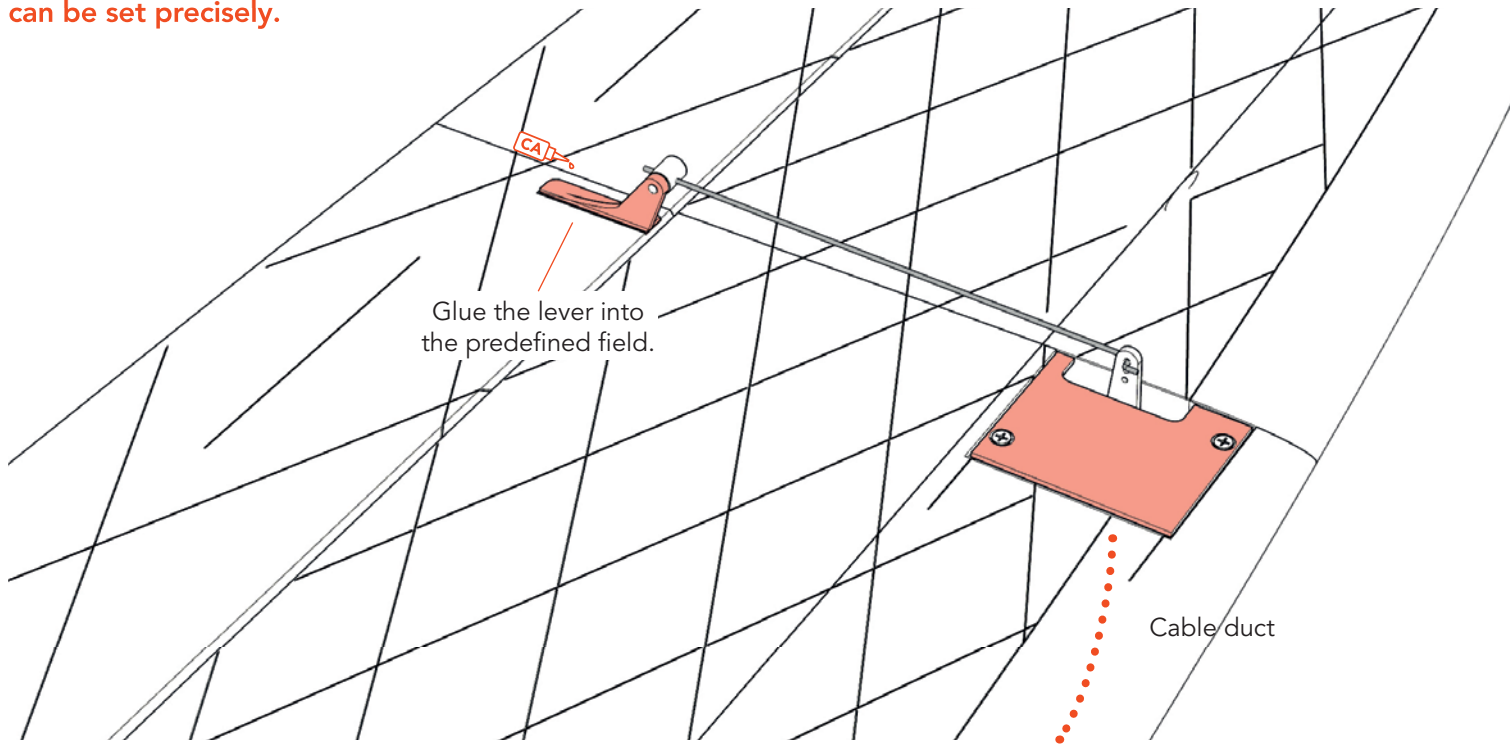 can be set precisely.
CA
Glue the lever into
the predefined field.
Cable duct